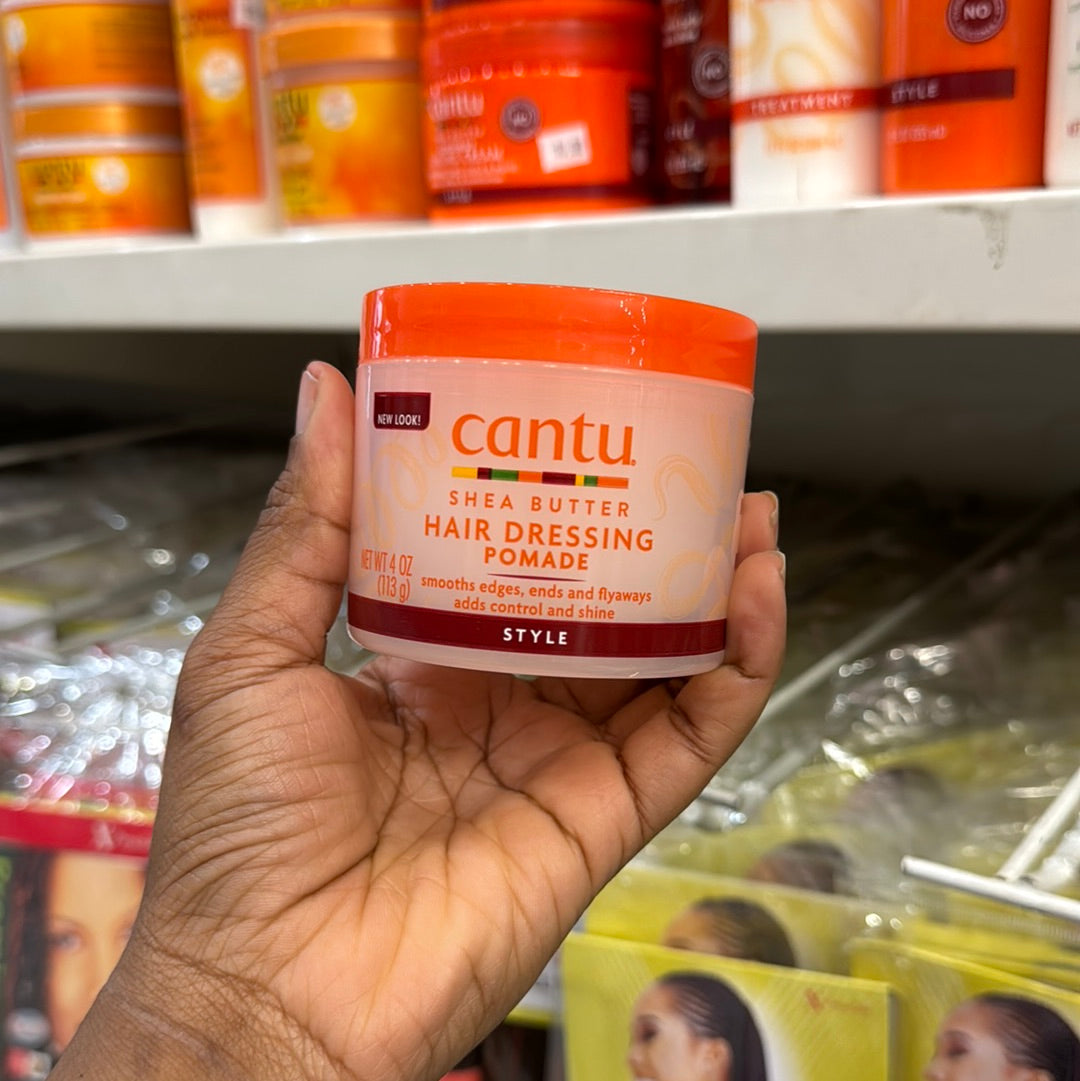 cantu
NO
TREATMENT
STYLE
NO
NEW LOOK!
cantu
SHEA BUTTER
HAIR DRESSING
POMADE
NET WT 4 OZ
(113 g)
smooths edges, ends and flyaways
adds control and shine
STYLE